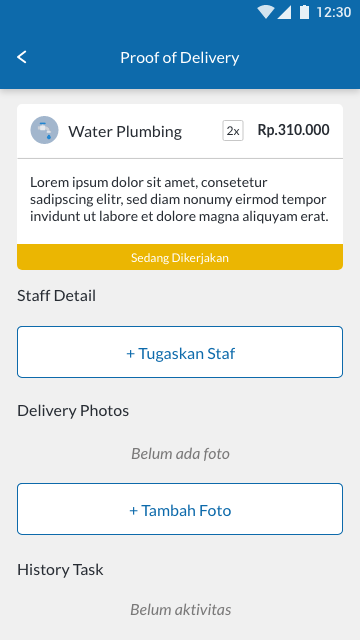 12:30
Proof of Delivery
Water Plumbing 2x Rp.310.000
Lorem ipsum dolor sit amet, consetetur
sadipscing elitr, sed diam nonumy eirmod tempor
invidunt ut labore et dolore magna aliquyam erat.
Sedang Dikerjakan
Staff Detail
+ Tugaskan Staf
Delivery Photos
Belum ada foto
+ Tambah Foto
History Task
Belum aktivitas